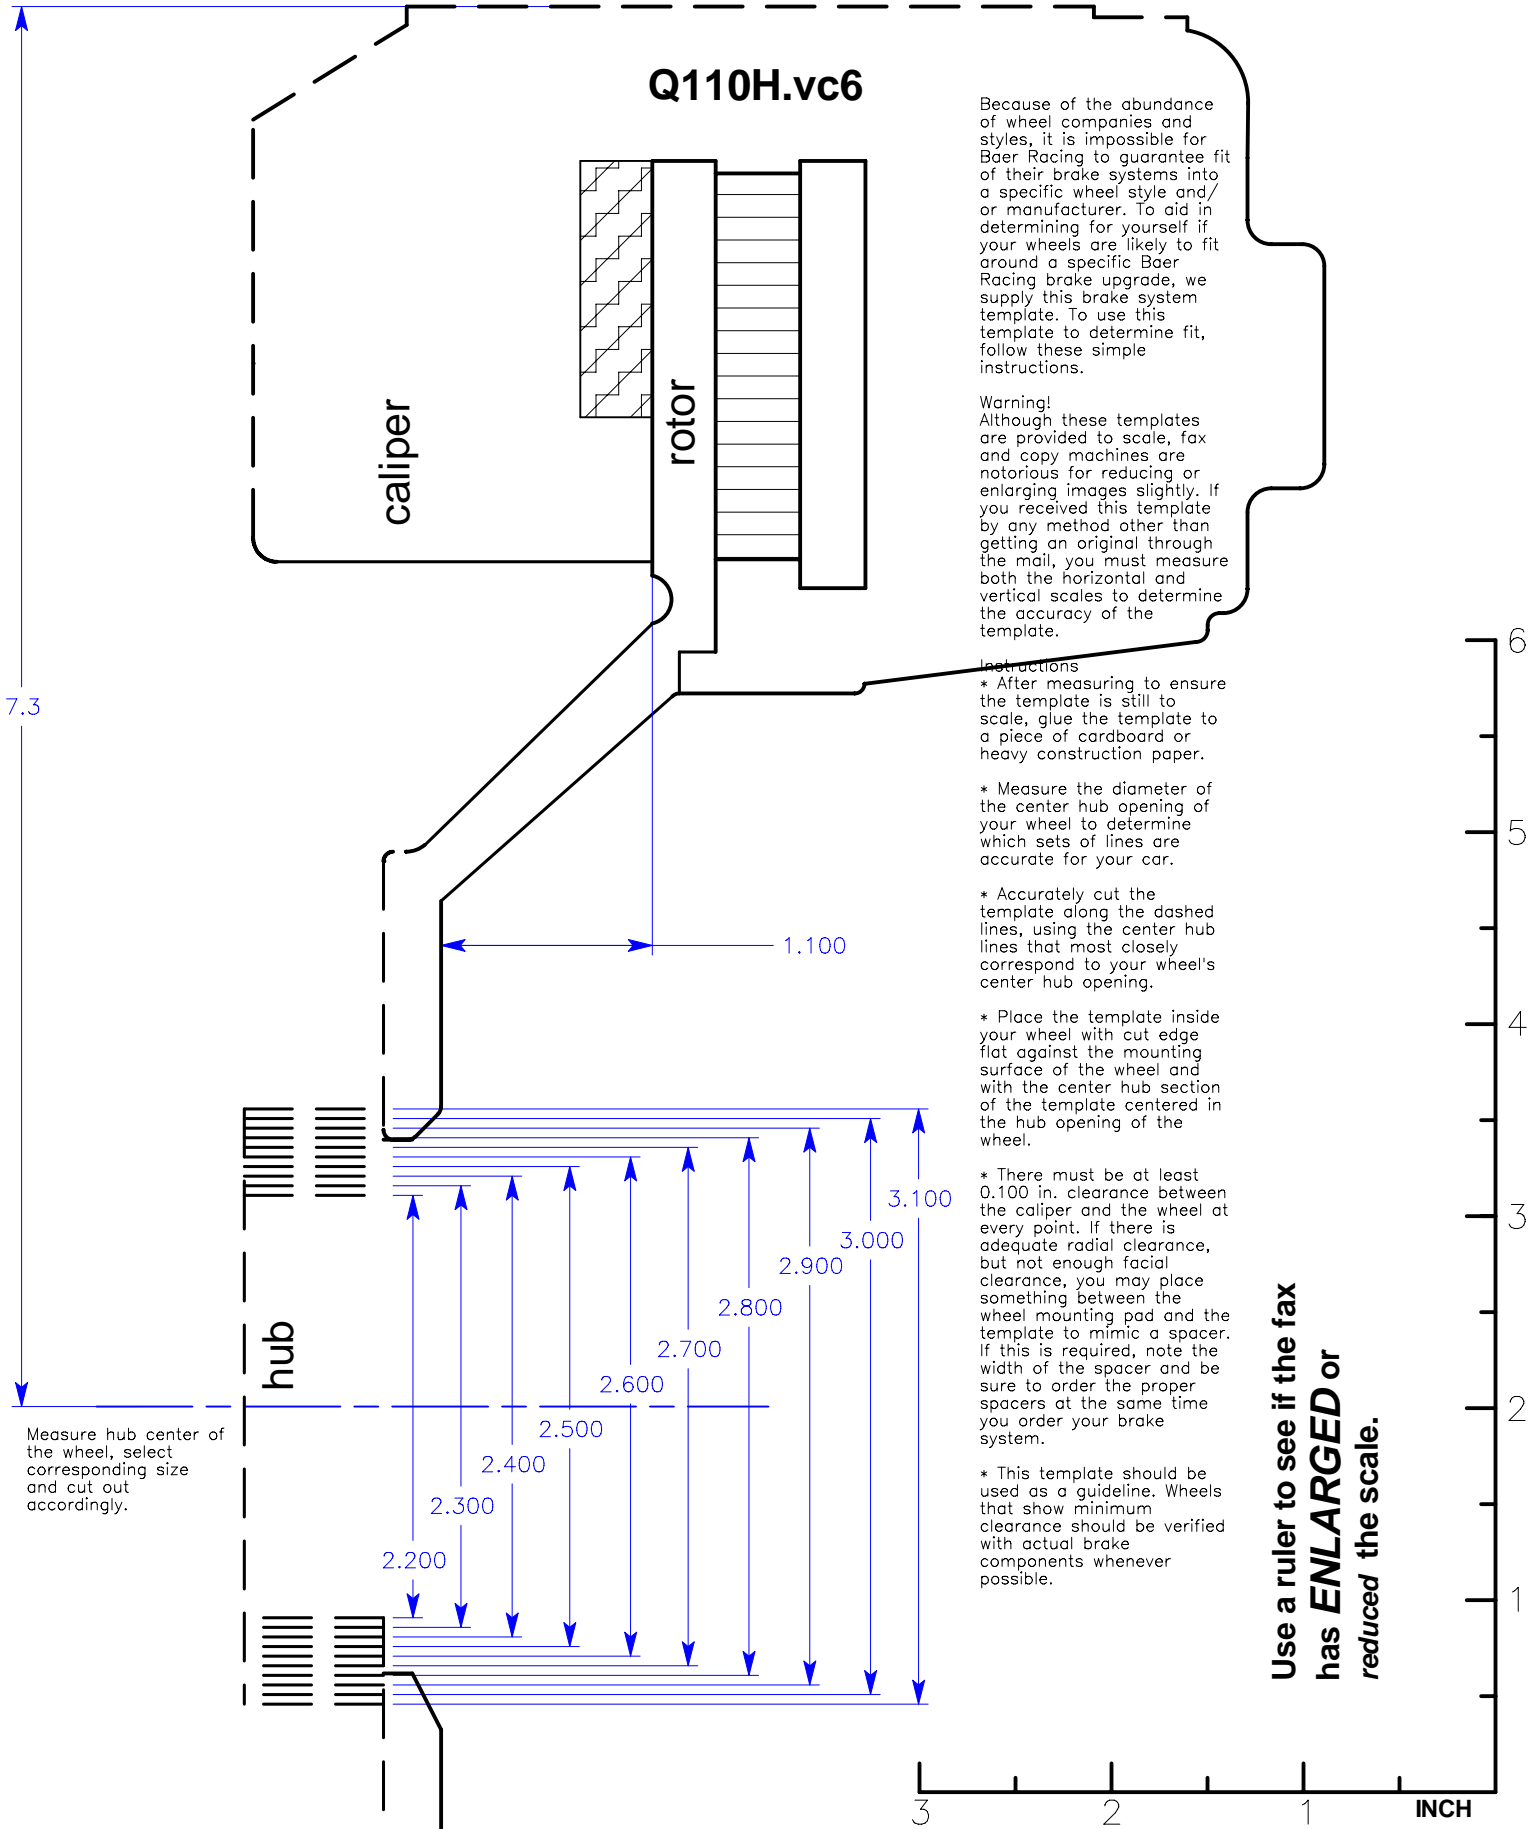 Q110H.vc6
Because of the abundance
of wheel companies and
styles, it is impossible for
Baer Racing to guarantee fit
of their brake systems into
a specific wheel style and/
or manufacturer. To aid in
determining for yourself if
your wheels are likely to fit
around a specific Baer
Racing brake upgrade, we
supply this brake system
template. To use this
template to determine fit,
follow these simple
instructions.
Warning!
Although these templates
are provided to scale, fax
and copy machines are
notorious for reducing or
enlarging images slightly. If
you received this template
by any method other than
getting an original through
the mail, you must measure
both the horizontal and
vertical scales to determine
the accuracy of the
template.
Instructions
* After measuring to ensure
the template is still to
scale, glue the template to
a piece of cardboard or
heavy construction paper.
* Measure the diameter of
the center hub opening of
your wheel to determine
which sets of lines are
accurate for your car.
* Accurately cut the
template along the dashed
lines, using the center hub
lines that most closely
correspond to your wheel's
center hub opening.
* Place the template inside
your wheel with cut edge
flat against the mounting
surface of the wheel and
with the center hub section
of the template centered in
the hub opening of the
wheel.
* There must be at least
0.100 in. clearance between
the caliper and the wheel at
every point. If there is
adequate radial clearance,
but not enough facial
clearance, you may place
something between the
wheel mounting pad and the
template to mimic a spacer.
If this is required, note the
width of the spacer and be
sure to order the proper
spacers at the same time
you order your brake
system.
* This template should be
used as a guideline. Wheels
that show minimum
clearance should be verified
with actual brake
components whenever
possible.
caliper
rotor
7.3
1.100
3.100
3.000
2.900
2.800
2.700
2.600
2.500
2.400
2.300
2.200
hub
Measure hub center of
the wheel, select
corresponding size
and cut out
accordingly.
Use a ruler to see if the fax
has ENLARGED or
reduced the scale.
6
5
4
3
2
1
3
2
1
INCH